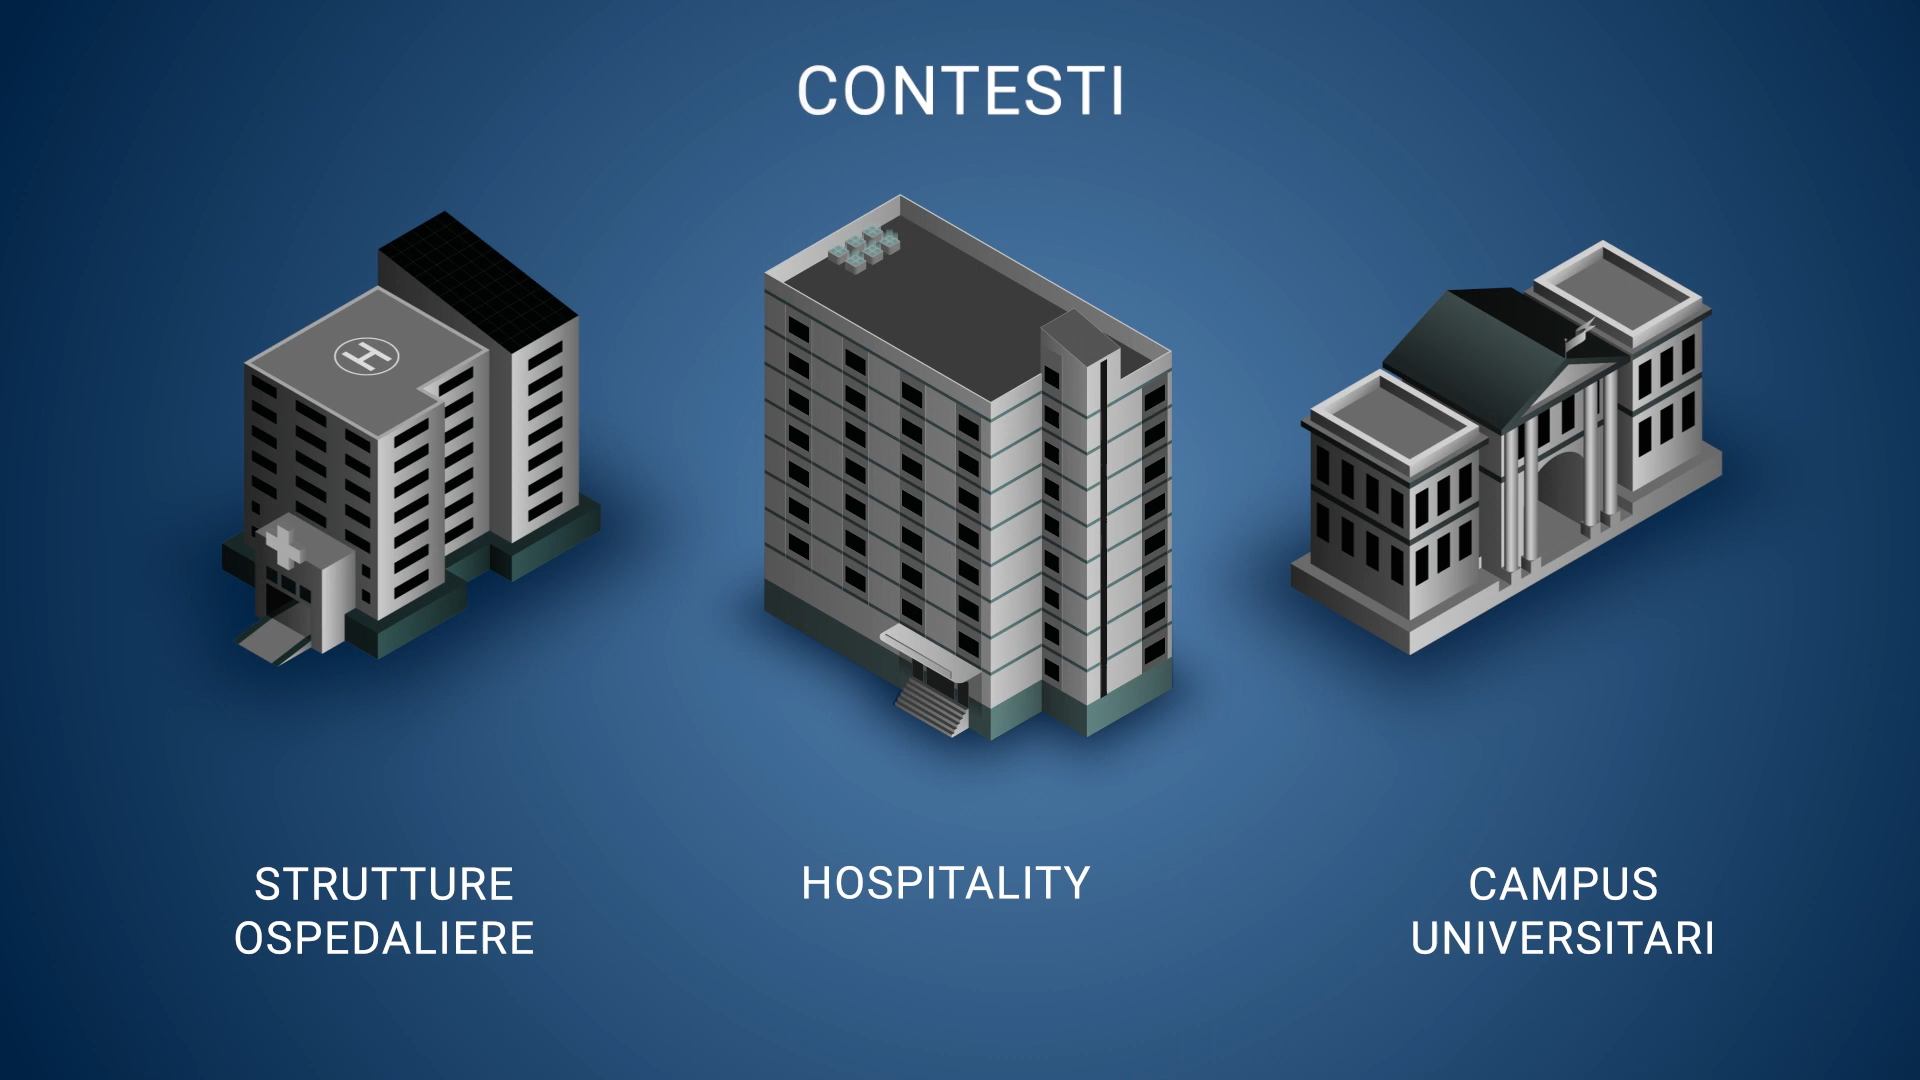 CONTESTI
H
STRUTTURE
OSPEDALIERE
HOSPITALITY
CAMPUS
UNIVERSITARI